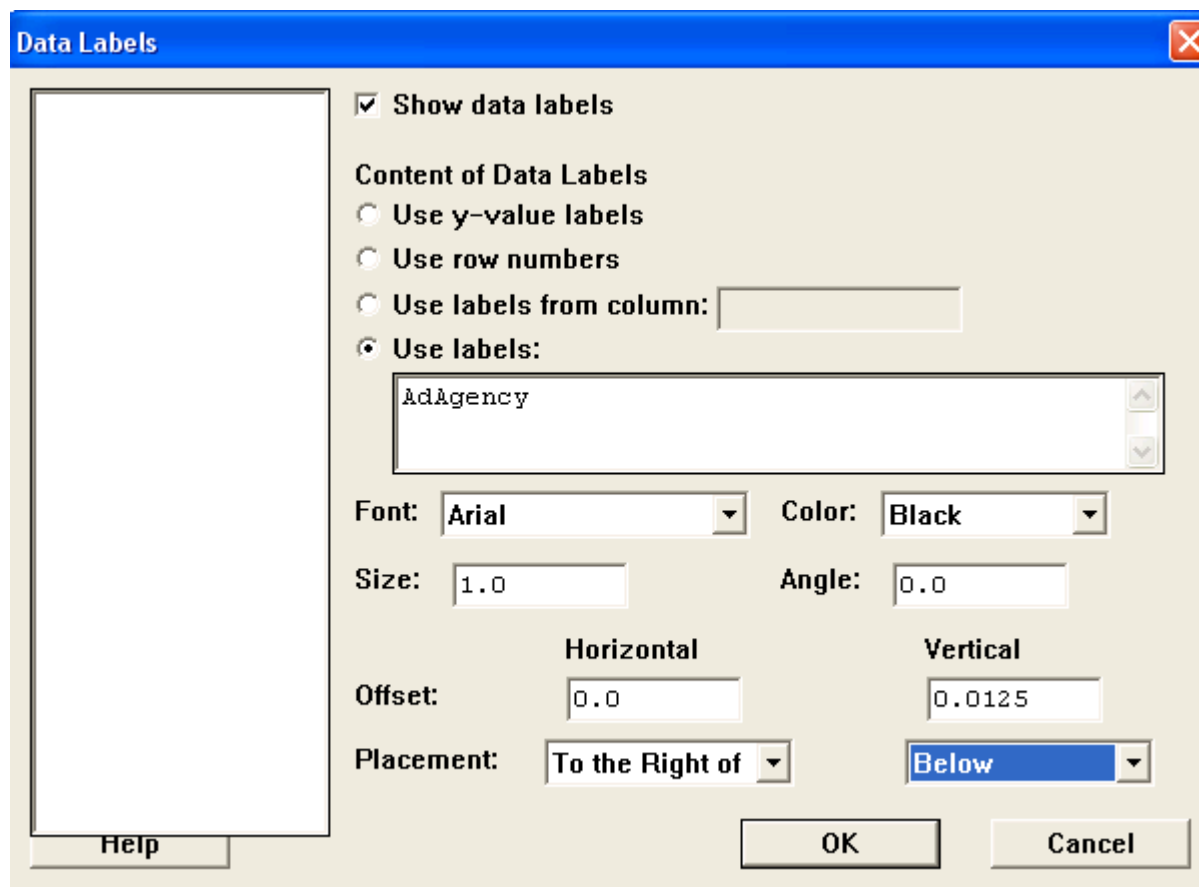 Data Labels
Show data labels
Content of Data Labels
Use y-value labels
Use row numbers
Use labels from column:
Use labels:
AdAgency
Font: Arial Color: Black
Size: 1.0 Angle: 0.0
Horizontal Vertical
Offset: 0.0 0.0125
Placement: To the Right of Below
Help OK Cancel